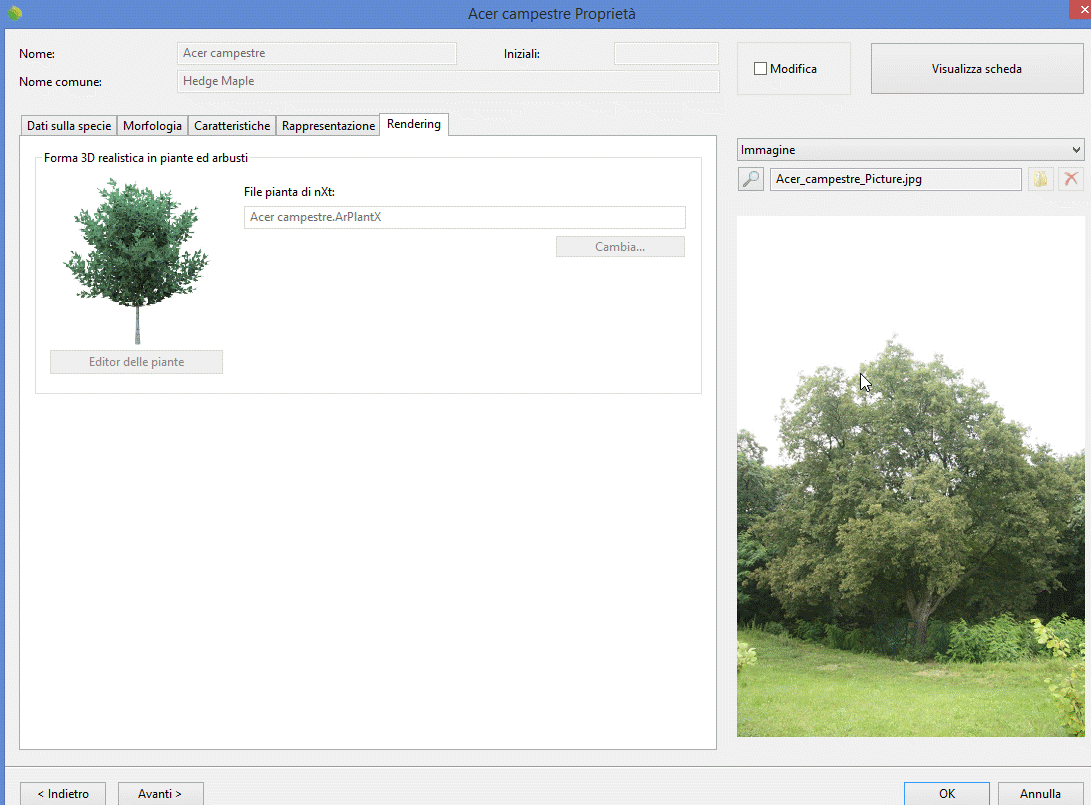 Acer campestre Proprietà
Nome:
Acer campestre
Iniziali:
Modifica
Visualizza scheda
Nome comune:
Hedge Maple
Dati sulla specie
Morfologia
Caratteristiche
Rappresentazione
Rendering
Forma 3D realistica in piante ed arbusti
File pianta di nXt:
Acer campestre.ArPlantX
Cambia...
Editor delle piante
Immagine
Acer_campestre_Picture.jpg
< Indietro
Avanti >
OK
Annulla